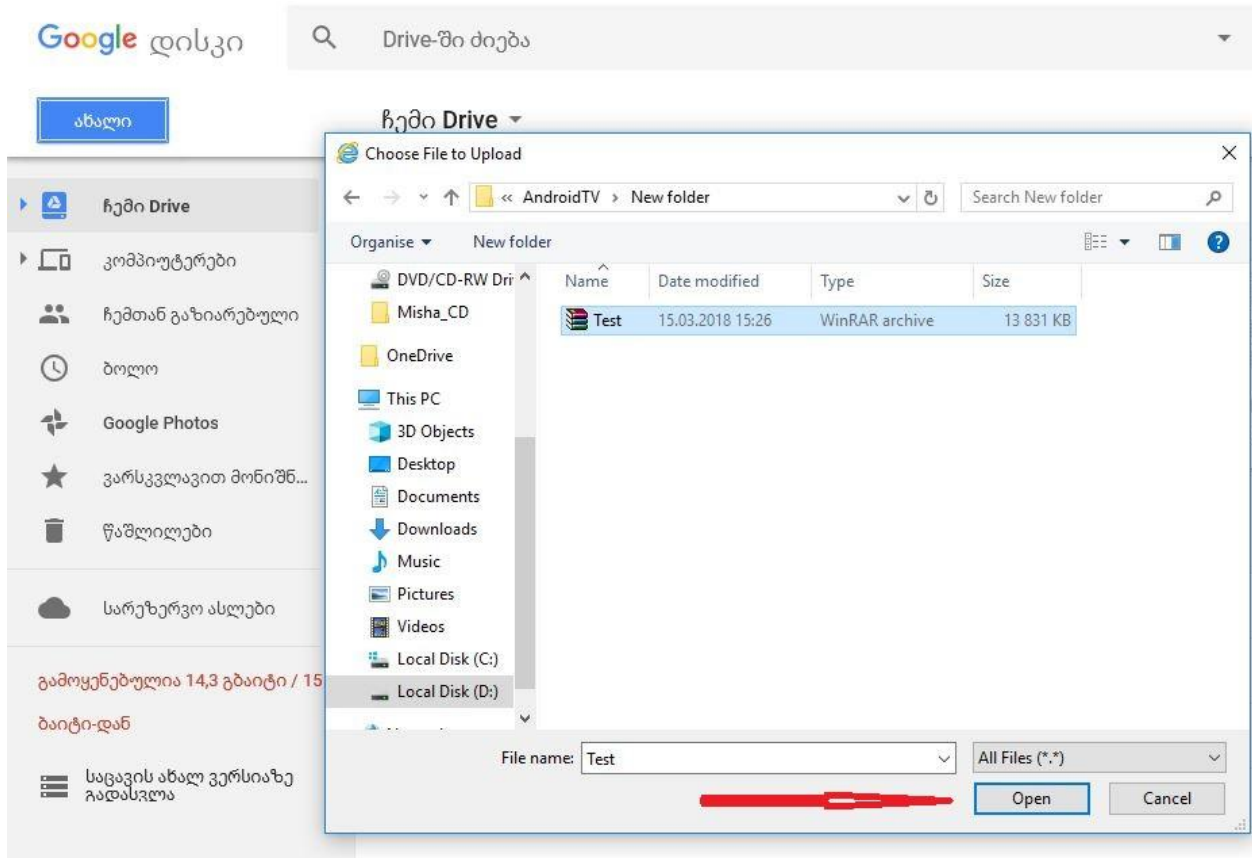 Google დისკი
Drive-ში ძიება
ახალი
ჩემი Drive
Choose File to Upload
« AndroidTV › New folder
Search New folder
Organise
New folder
DVD/CD-RW Dri
Misha_CD
OneDrive
This PC
3D Objects
Desktop
Documents
Downloads
Music
Pictures
Videos
Local Disk (C:)
Local Disk (D:)
Name Date modified Type Size
Test 15.03.2018 15:26 WinRAR archive 13 831 KB
File name: Test
All Files (*.*)
Open Cancel
ჩემი Drive
კომპიუტერები
ჩემთან გაზიარებული
ბოლო
Google Photos
ვარსკვლავით მონიშნ...
წაშლილები
სარეზერვო ასლები
გამოყენებულია 14,3 გბაიტი / 15
ბაიტი-დან
საცავის ახალ ვერსიაზე
გადასვლა